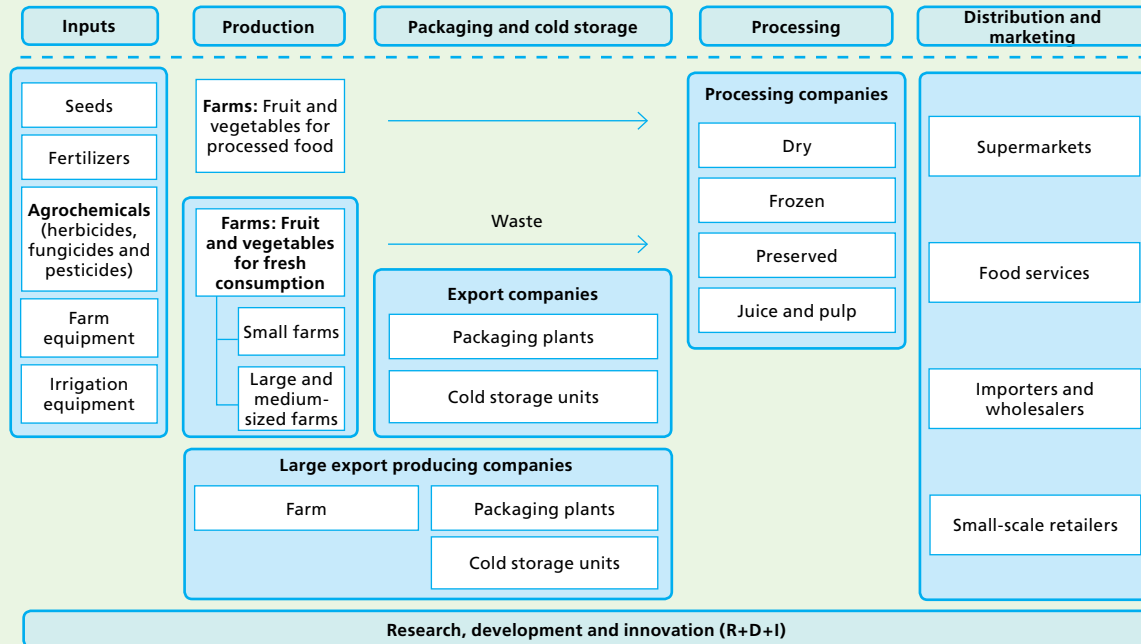 Inputs
Production
Packaging and cold storage
Processing
Distribution and
marketing
Seeds
Fertilizers
Agrochemicals
(herbicides,
fungicides and
pesticides)
Farm
equipment
Irrigation
equipment
Farms: Fruit and
vegetables for
processed food
Farms: Fruit
and vegetables
for fresh
consumption
Small farms
Large and
medium-
sized farms
Waste
Export companies
Packaging plants
Cold storage units
Large export producing companies
Farm
Packaging plants
Cold storage units
Processing companies
Dry
Frozen
Preserved
Juice and pulp
Supermarkets
Food services
Importers and
wholesalers
Small-scale retailers
Research, development and innovation (R+D+I)